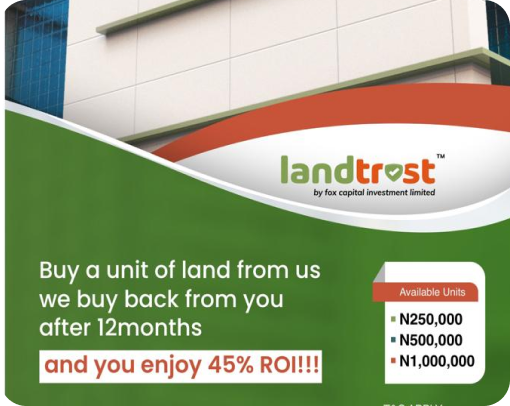 landtrust™
by fox capital investment limited
Buy a unit of land from us
we buy back from you
after 12months
and you enjoy 45% ROI!!!
Available Units
N250,000
N500,000
N1,000,000